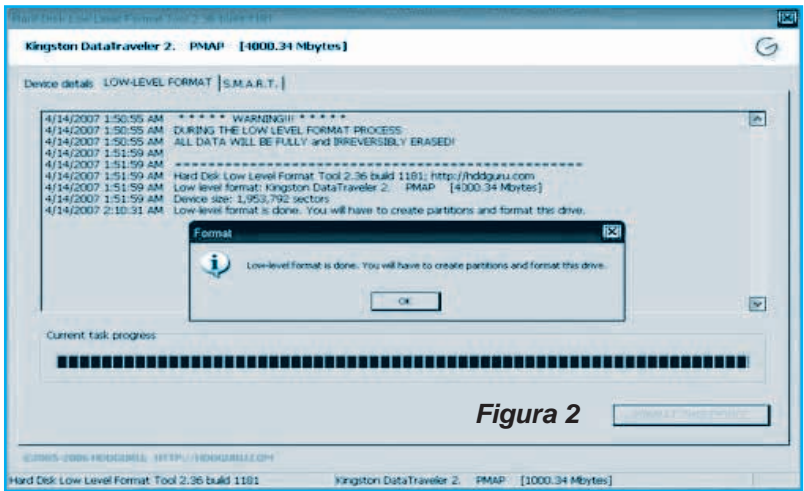 Hard Disk Low Level Format Tool 2.36 build 1181
Kingston DataTraveler 2. PMAP [4000.34 Mbytes]
Device details LOW-LEVEL FORMAT S.M.A.R.T.
4/14/2007 1:50:55 AM * * * * * WARNING!!! * * * * *
4/14/2007 1:50:55 AM DURING THE LOW LEVEL FORMAT PROCESS
4/14/2007 1:50:55 AM ALL DATA WILL BE FULLY and IRREVERSIBLY ERASED!
4/14/2007 1:51:59 AM
4/14/2007 1:51:59 AM ================================================
4/14/2007 1:51:59 AM Hard Disk Low Level Format Tool 2.36 build 1181; http://hddguru.com
4/14/2007 1:51:59 AM Low level format: Kingston DataTraveler 2. PMAP [4000.34 Mbytes]
4/14/2007 1:51:59 AM Device size: 1,953,792 sectors
4/14/2007 2:10:31 AM Low-level format is done. You will have to create partitions and format this drive.
Format
Low-level format is done. You will have to create partitions and format this drive.
OK
Current task progress
Figura 2
FORMAT THIS DEVICE
©2005-2006 HDDGURU, HTTP://HDDGURU.COM
Hard Disk Low Level Format Tool 2.36 build 1181 Kingston DataTraveler 2. PMAP [1000.34 Mbytes]